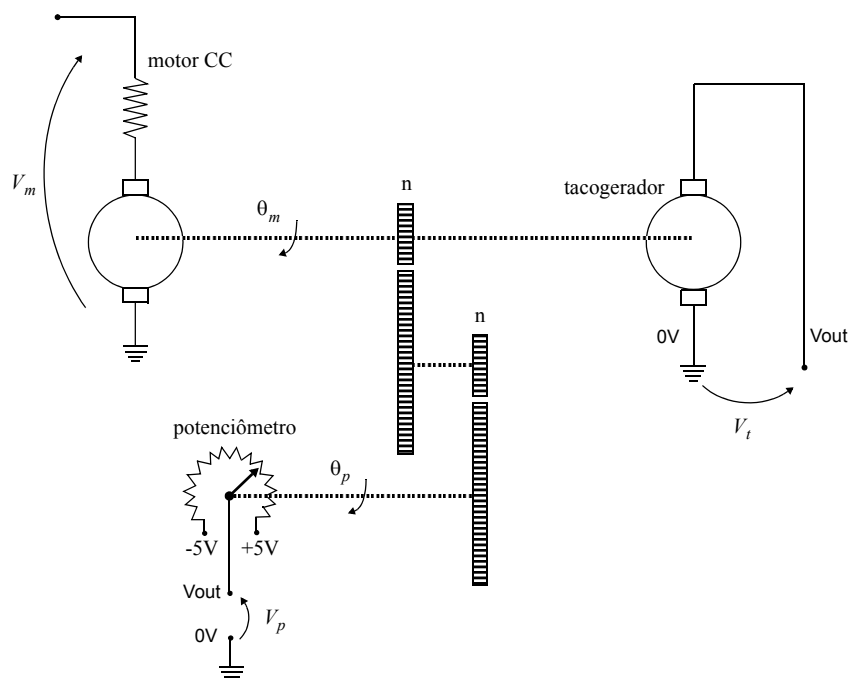 motor CC
V_m
θ_m
n
tacogerador
n
0V
Vout
V_t
potenciômetro
θ_p
-5V +5V
Vout
V_p
0V